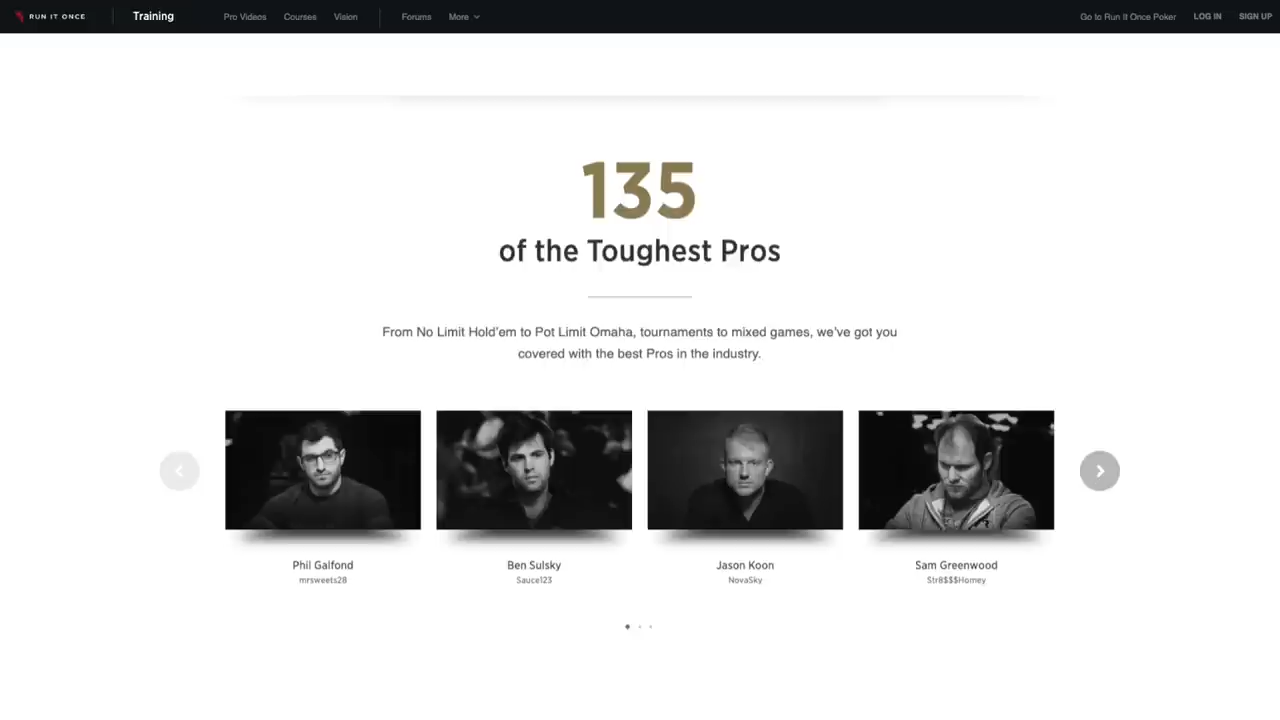 RUN IT ONCE
Training
Pro Videos
Courses
Vision
Forums
More
Go to Run It Once Poker
LOG IN
SIGN UP
135
of the Toughest Pros
From No Limit Hold'em to Pot Limit Omaha, tournaments to mixed games, we've got you
covered with the best Pros in the industry.
Phil Galfond
mrsweets28
Ben Sulsky
Sauce123
Jason Koon
NovaSky
Sam Greenwood
Str8$$$Homey